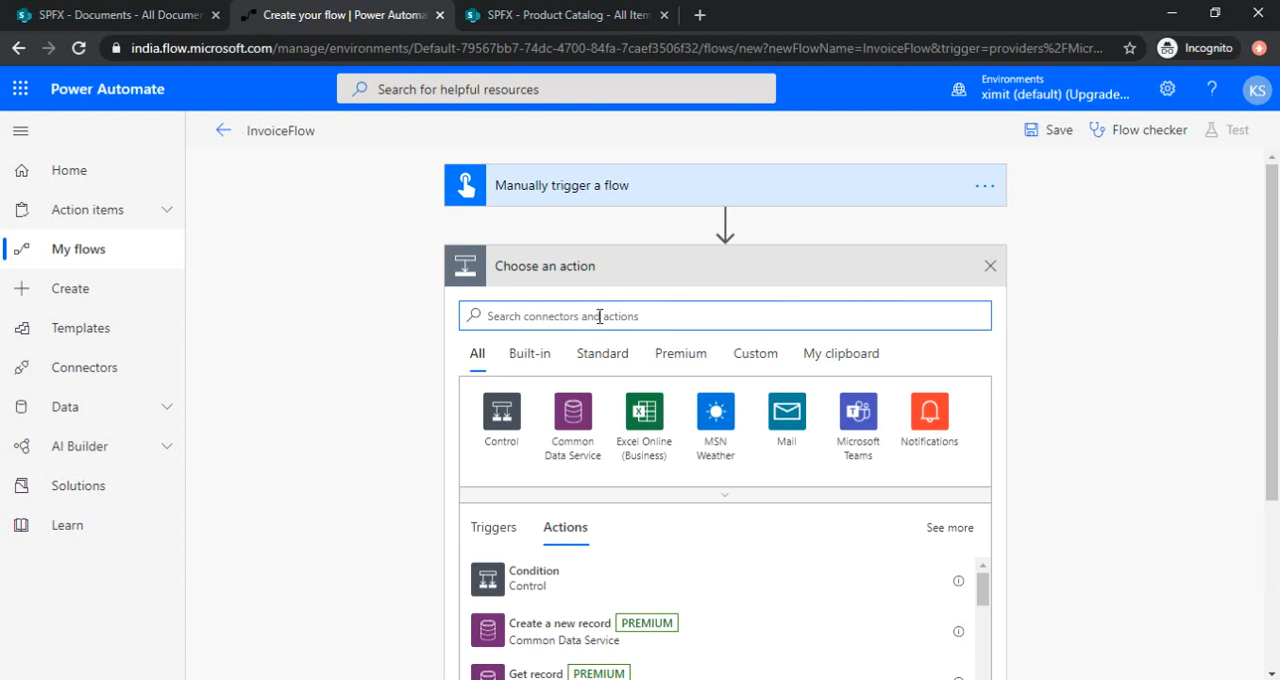 SPFX - Documents - All Documen
Create your flow | Power Automa
SPFX - Product Catalog - All Item
india.flow.microsoft.com/manage/environments/Default-79567bb7-74dc-4700-84fa-7caef3506f32/flows/new?newFlowName=InvoiceFlow&trigger=providers%2FMicr...
Incognito
Power Automate
Search for helpful resources
Environments
ximit (default) (Upgrade...
?
KS
InvoiceFlow
Save
Flow checker
Test
Home
Action items
My flows
Create
Templates
Connectors
Data
AI Builder
Solutions
Learn
Manually trigger a flow
...
Choose an action
Search connectors and actions
All
Built-in
Standard
Premium
Custom
My clipboard
Control
Common
Data Service
Excel Online
(Business)
MSN
Weather
Mail
Microsoft
Teams
Notifications
Triggers
Actions
See more
Condition
Control
Create a new record PREMIUM
Common Data Service
Get record PREMIUM